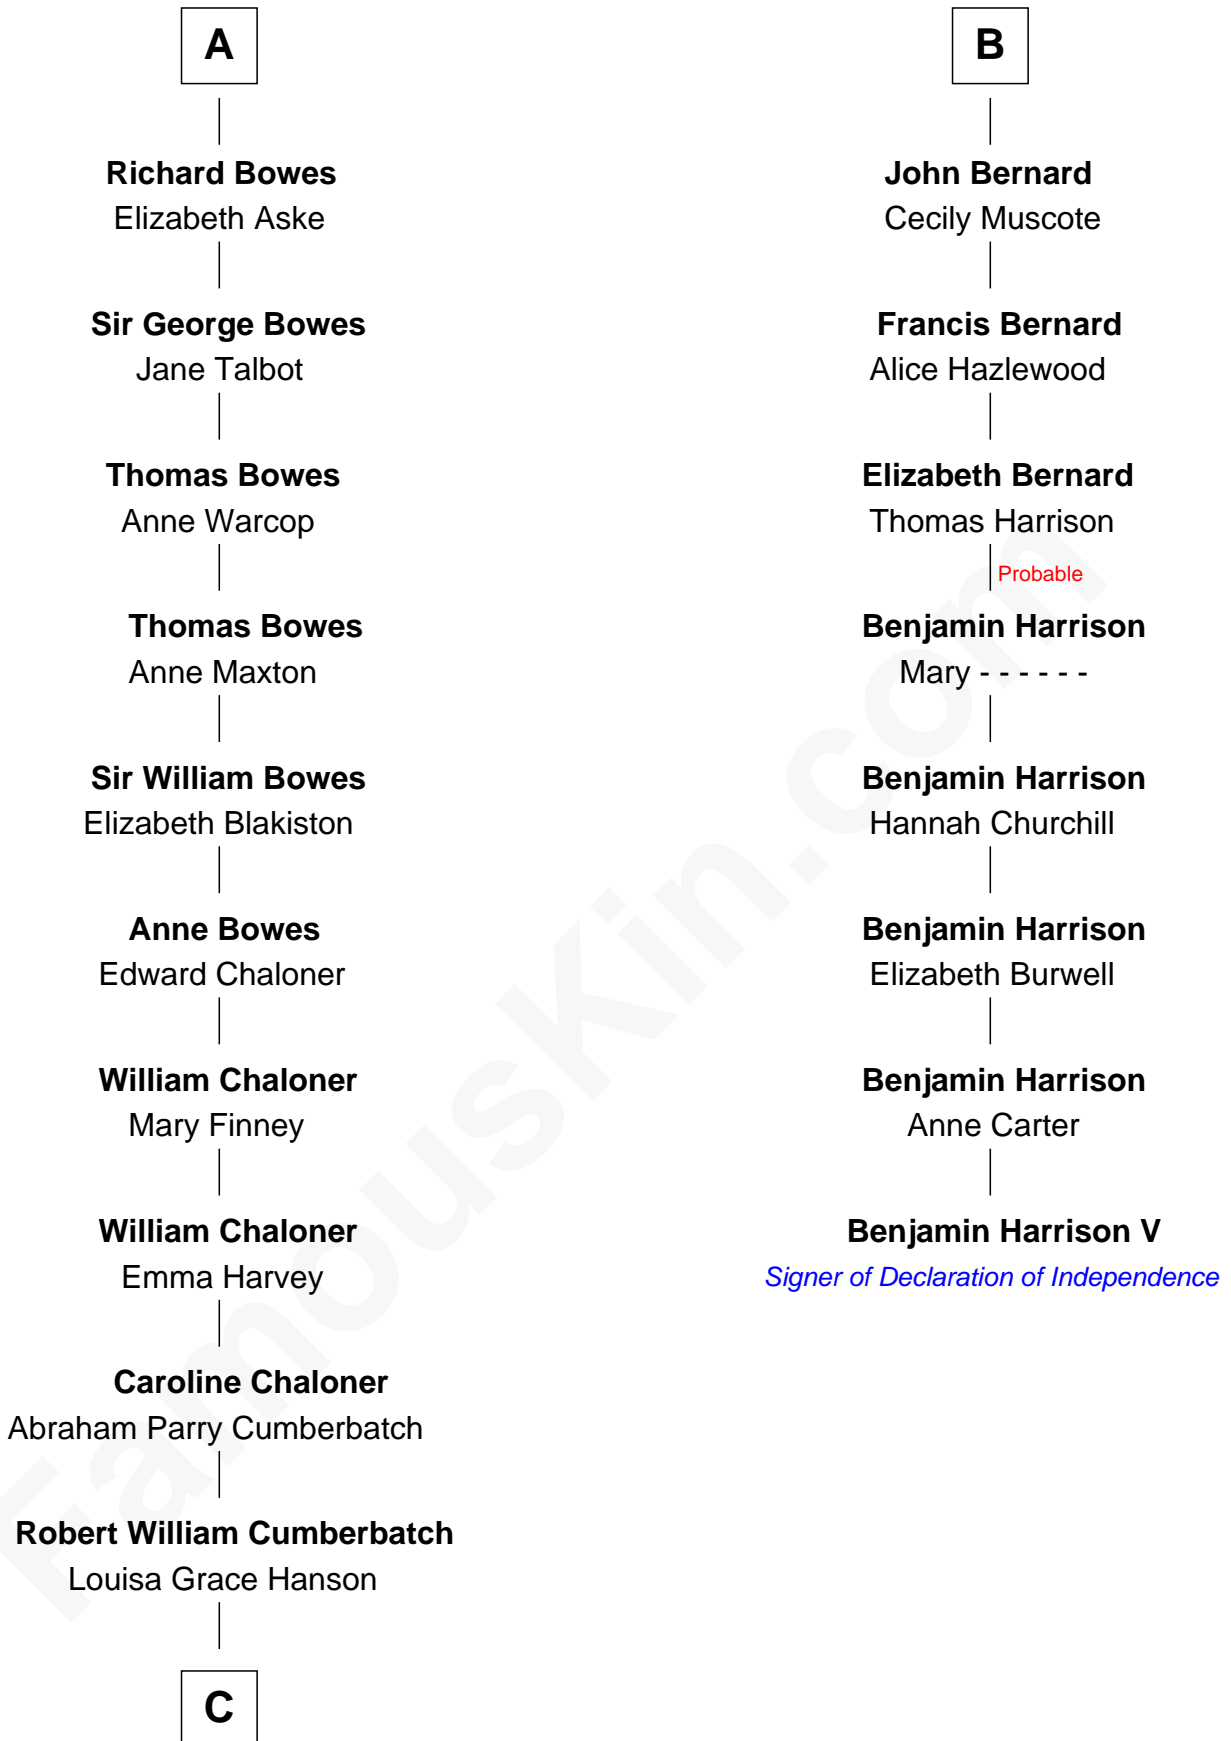 A
Richard Bowes
Elizabeth Aske
Sir George Bowes
Jane Talbot
Thomas Bowes
Anne Warcop
Thomas Bowes
Anne Maxton
Sir William Bowes
Elizabeth Blakiston
Anne Bowes
Edward Chaloner
William Chaloner
Mary Finney
William Chaloner
Emma Harvey
Caroline Chaloner
Abraham Parry Cumberbatch
Robert William Cumberbatch
Louisa Grace Hanson
C
B
John Bernard
Cecily Muscote
Francis Bernard
Alice Hazlewood
Elizabeth Bernard
Thomas Harrison
Probable
Benjamin Harrison
Mary - - - - - -
Benjamin Harrison
Hannah Churchill
Benjamin Harrison
Elizabeth Burwell
Benjamin Harrison
Anne Carter
Benjamin Harrison V
Signer of Declaration of Independence
FamousKin.com